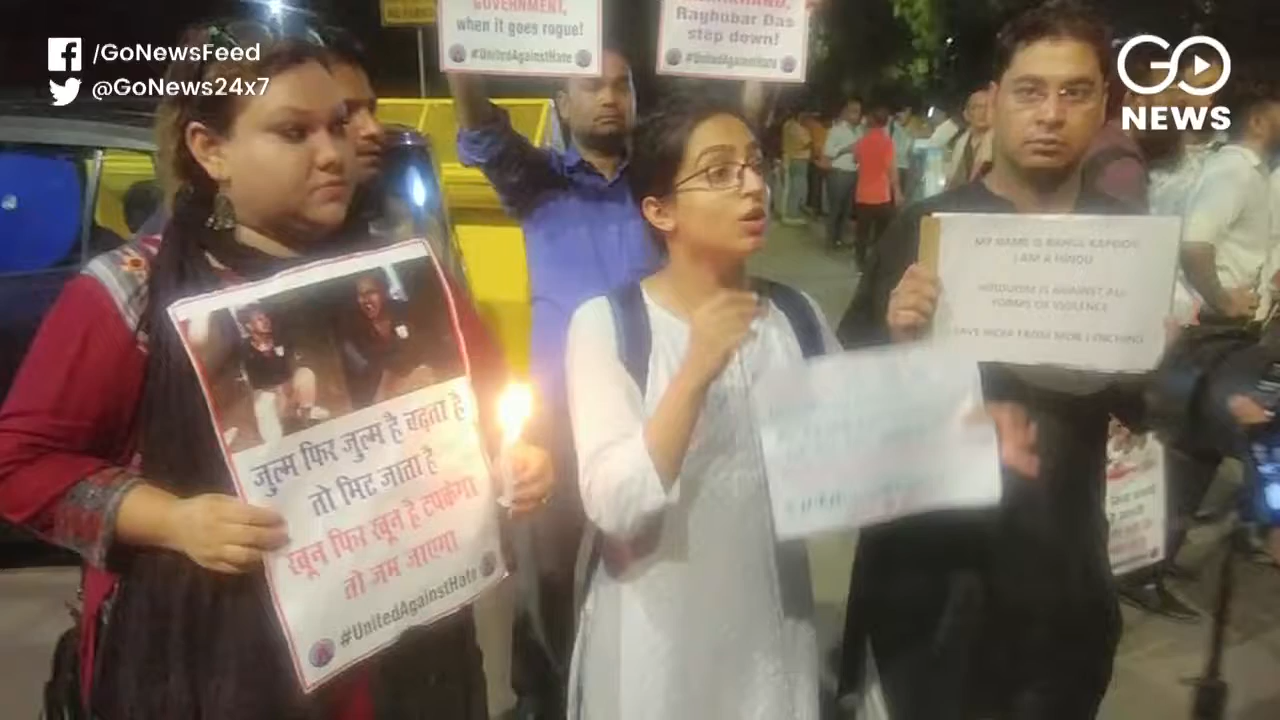 /GoNewsFeed
@GoNews24x7
GO
NEWS
GOVERNMENT,
when it goes rogue!
#UnitedAgainstHate
Raghubar Das
step down!
#UnitedAgainstHate
MY NAME IS RAHUL KAPOOR
I AM A HINDU
HINDUISM IS AGAINST ALL
FORMS OF VIOLENCE
SAVE INDIA FROM MOB LYNCHING
जुल्म फिर जुल्म है बढ़ता है
तो मिट जाता है
खून फिर खून है टपकेगा
तो जम जाएगा
#UnitedAgainstHate